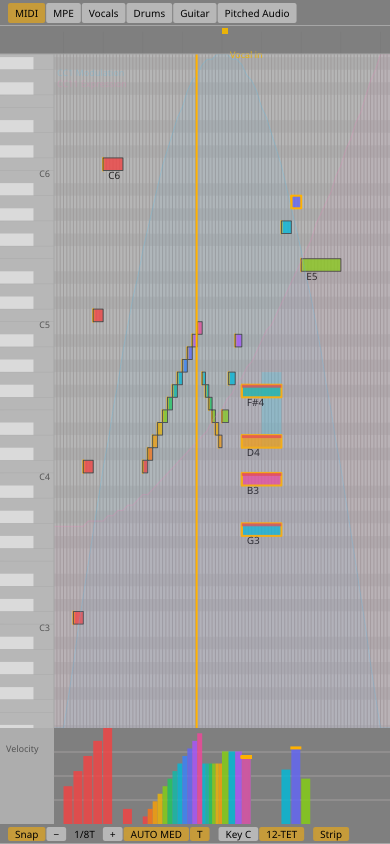 MIDI MPE Vocals Drums Guitar Pitched Audio
C6
C6
E5
C5
F#4
D4
C4
B3
G3
C3
Velocity
Snap − 1/8T + AUTO MED T Key C 12-TET Strip